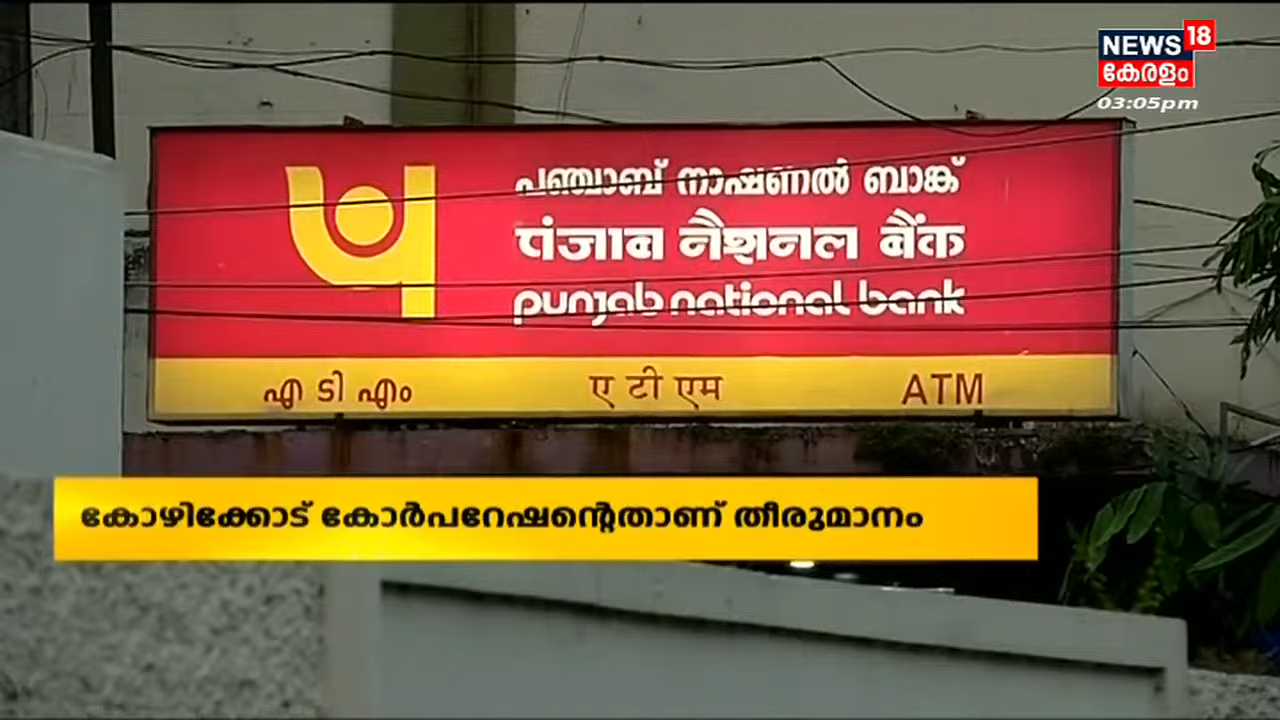 NEWS 18
കേരളം
03:05pm
പഞ്ചാബ് നാഷണൽ ബാങ്ക്
पंजाब नैशनल बैंक
punjab national bank
എ ടി എം ए टी एम ATM
കോഴിക്കോട് കോർപറേഷന്റെതാണ് തീരുമാനം